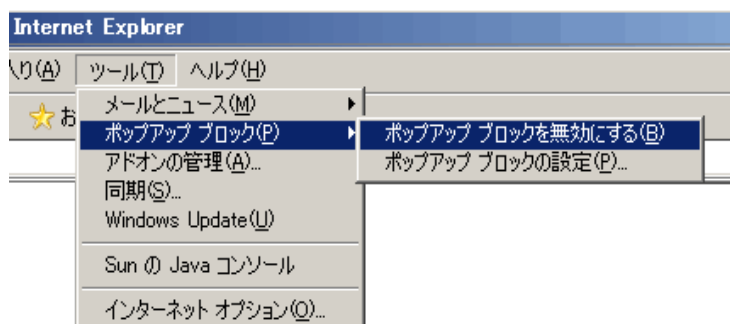 Internet Explorer
入り(A) ツール(T) ヘルプ(H)
お
メールとニュース(M)
ポップアップ ブロック(P)
ポップアップ ブロックを無効にする(B)
アドオンの管理(A)...
ポップアップ ブロックの設定(P)...
同期(S)...
Windows Update(U)
Sun の Java コンソール
インターネット オプション(O)...